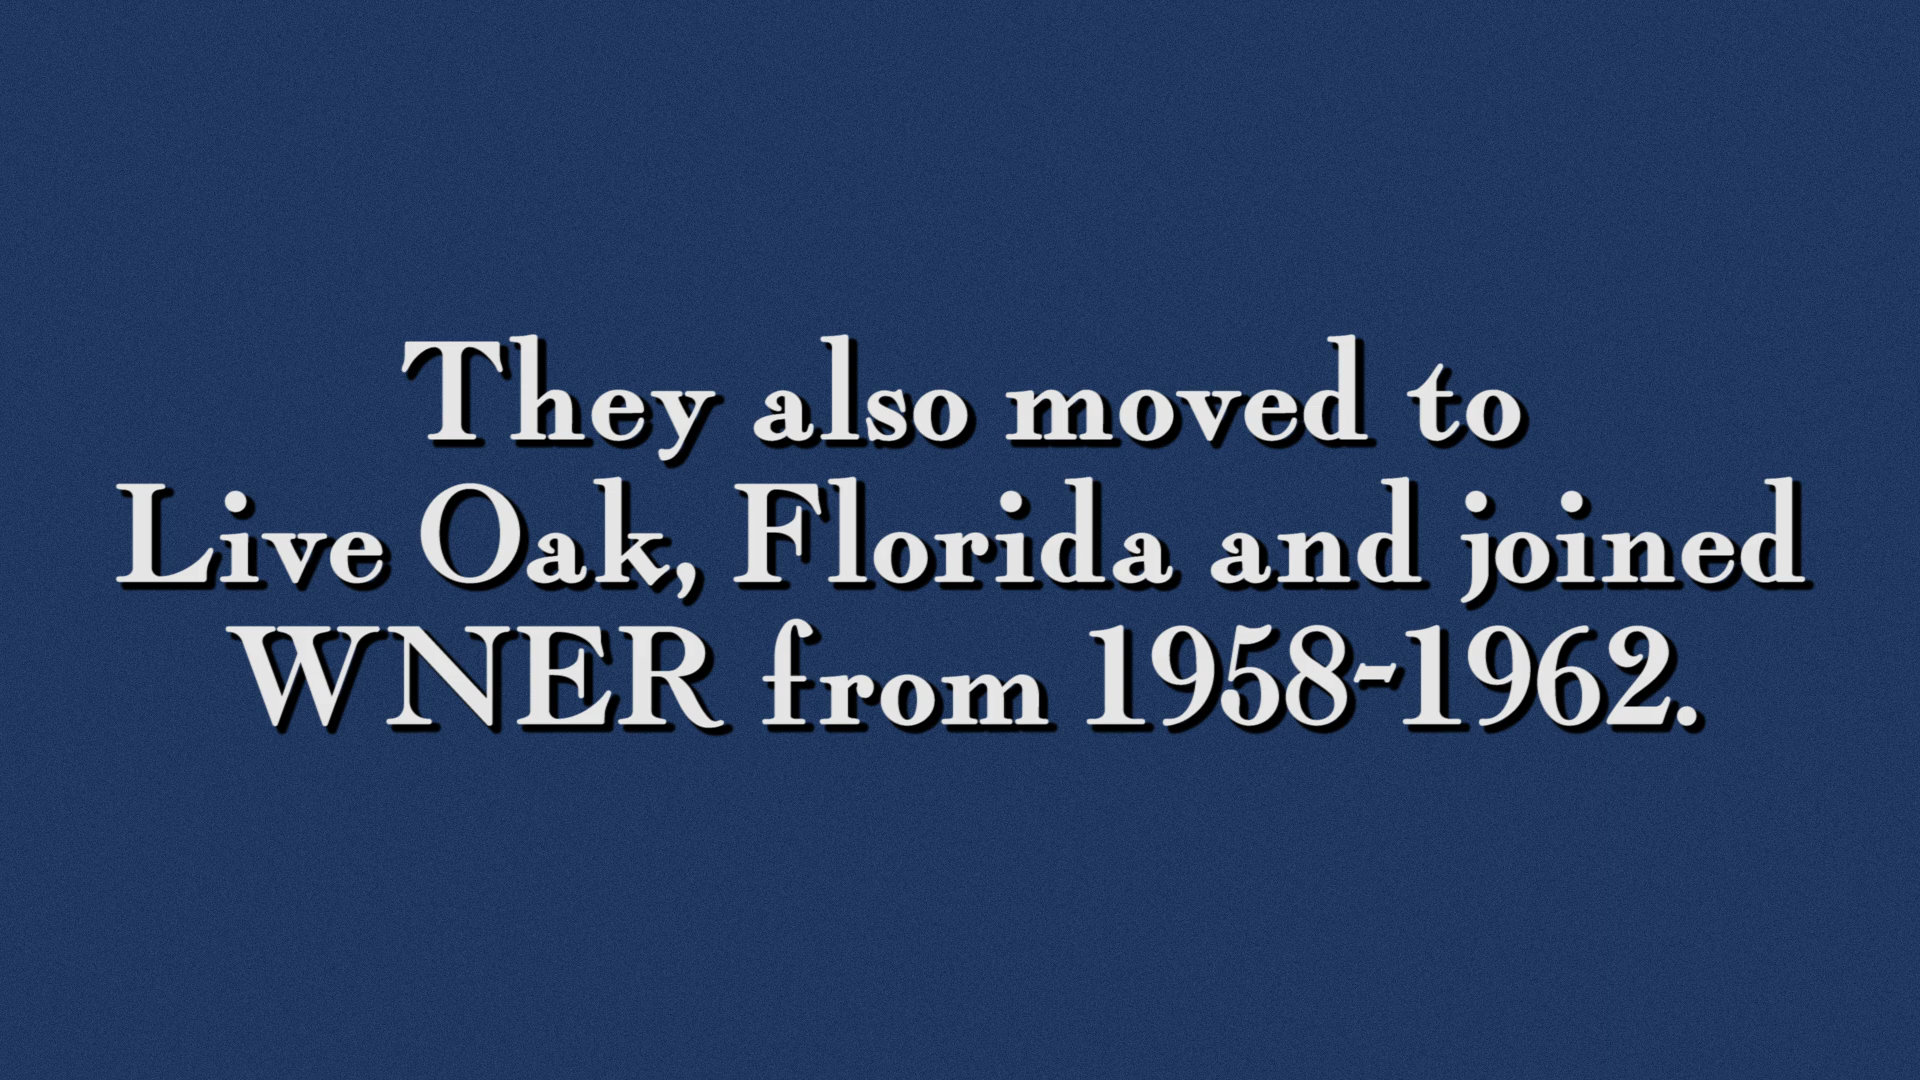 They also moved to
Live Oak, Florida and joined
WNER from 1958-1962.